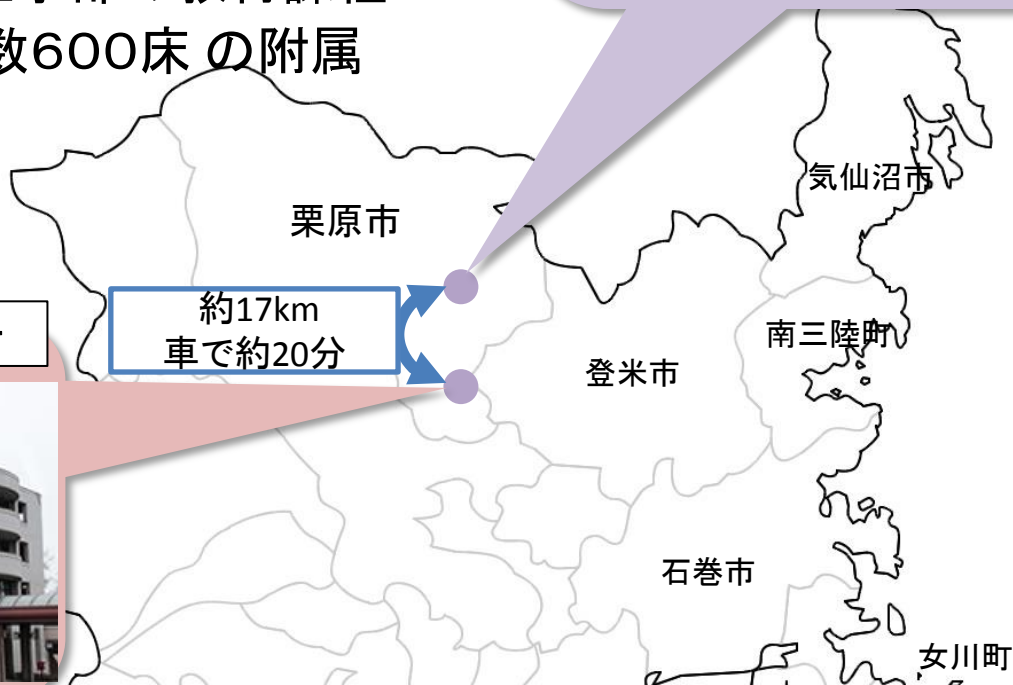 数600床 の附属
気仙沼市
栗原市
約17km
車で約20分
南三陸町
登米市
石巻市
女川町